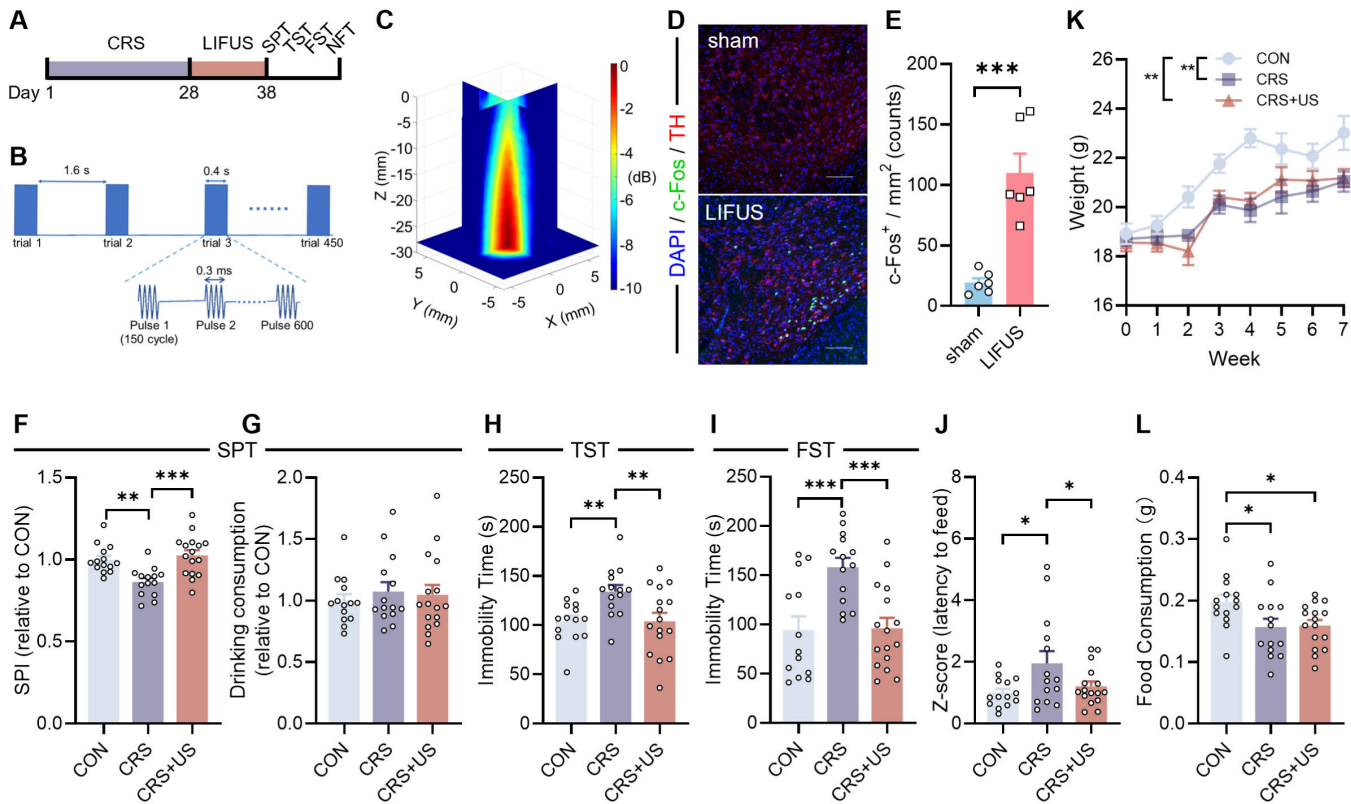 A
CRS
LIFUS
SPT
TST
FST
NFT
Day 1
28
38
B
1.6 s
0.4 s
trial 1
trial 2
trial 3
trial 450
0.3 ms
Pulse 1
(150 cycle)
Pulse 2
Pulse 600
C
0
-5
-10
-15
-20
-25
-30
Z (mm)
5
0
-5
Y (mm)
-5
0
5
X (mm)
0
-2
-4
(dB)
-6
-8
-10
D
DAPI / c-Fos / TH
sham
LIFUS
E
***
c-Fos+ / mm2 (counts)
200
150
100
50
0
sham
LIFUS
K
Weight (g)
26
24
22
20
18
16
** **
CON
CRS
CRS+US
0 1 2 3 4 5 6 7
Week
F
SPT
SPI (relative to CON)
1.5
1.0
0.5
0.0
** ***
CON
CRS
CRS+US
G
Drinking consumption
(relative to CON)
2.0
1.5
1.0
0.5
0.0
CON
CRS
CRS+US
H
TST
Immobility Time (s)
250
200
150
100
50
0
** **
CON
CRS
CRS+US
I
FST
Immobility Time (s)
250
200
150
100
50
0
*** ***
CON
CRS
CRS+US
J
Z-score (latency to feed)
8
6
4
2
0
* *
CON
CRS
CRS+US
L
Food Consumption (g)
0.4
0.3
0.2
0.1
0.0
*
*
CON
CRS
CRS+US